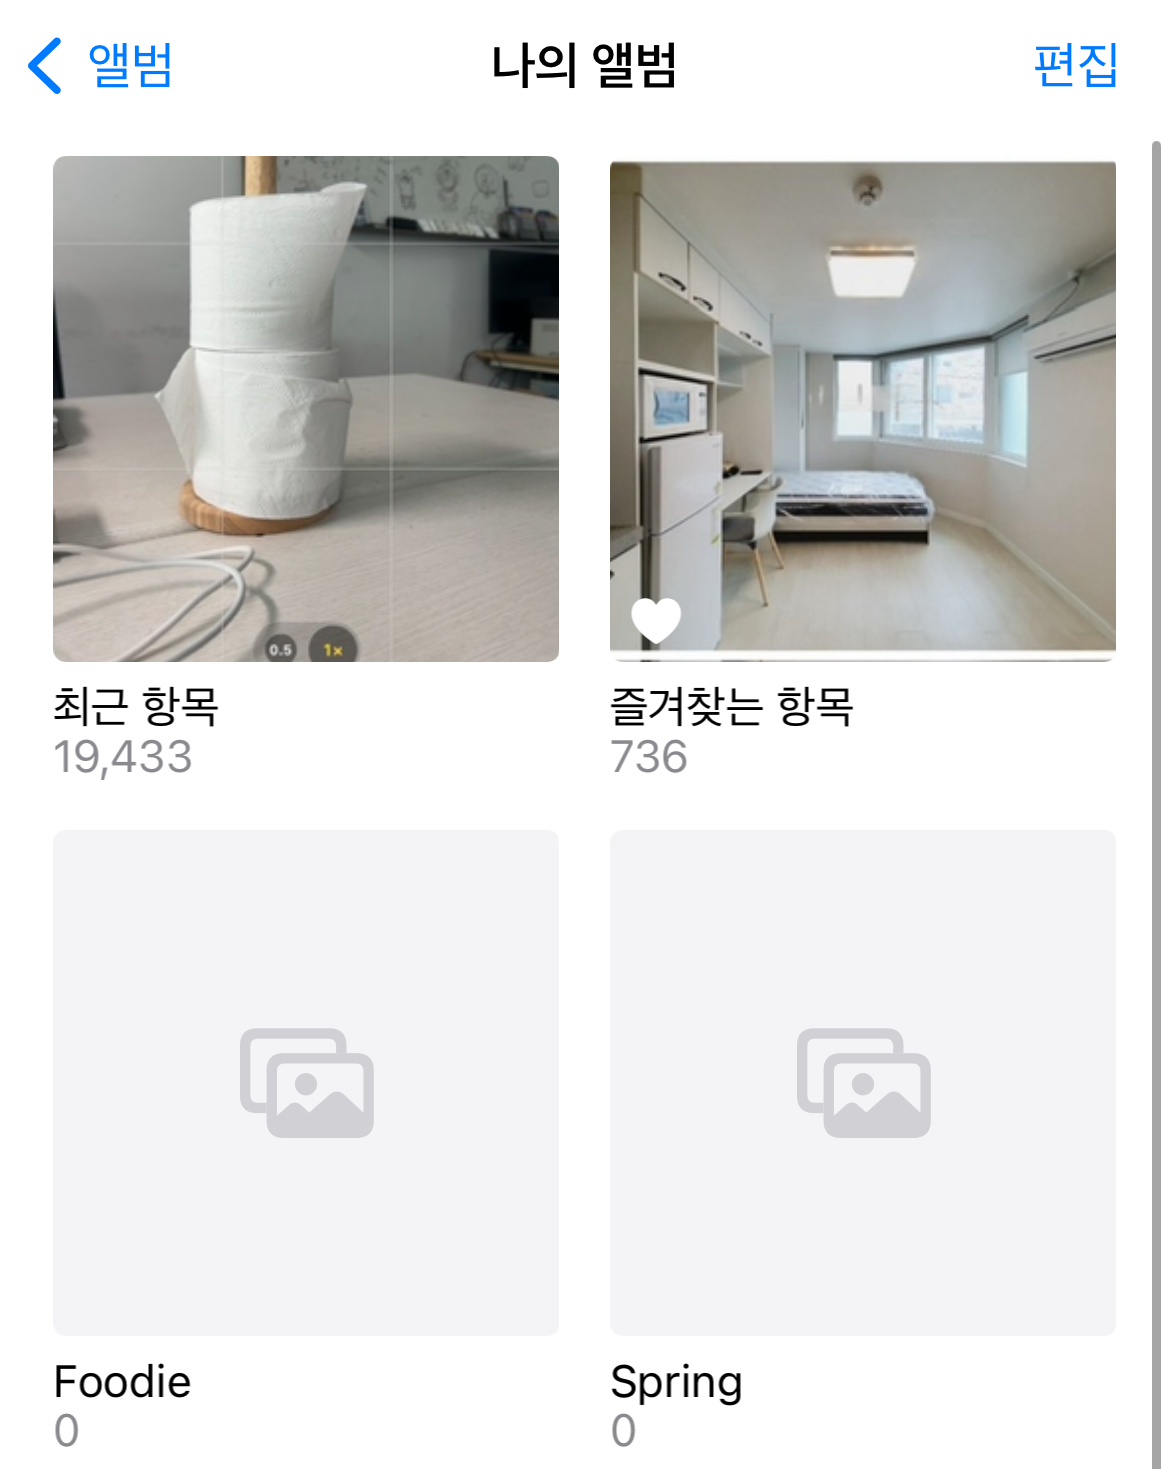 앨범 나의 앨범 편집
0.5 1×
최근 항목 즐겨찾는 항목
19,433 736
Foodie Spring
0 0